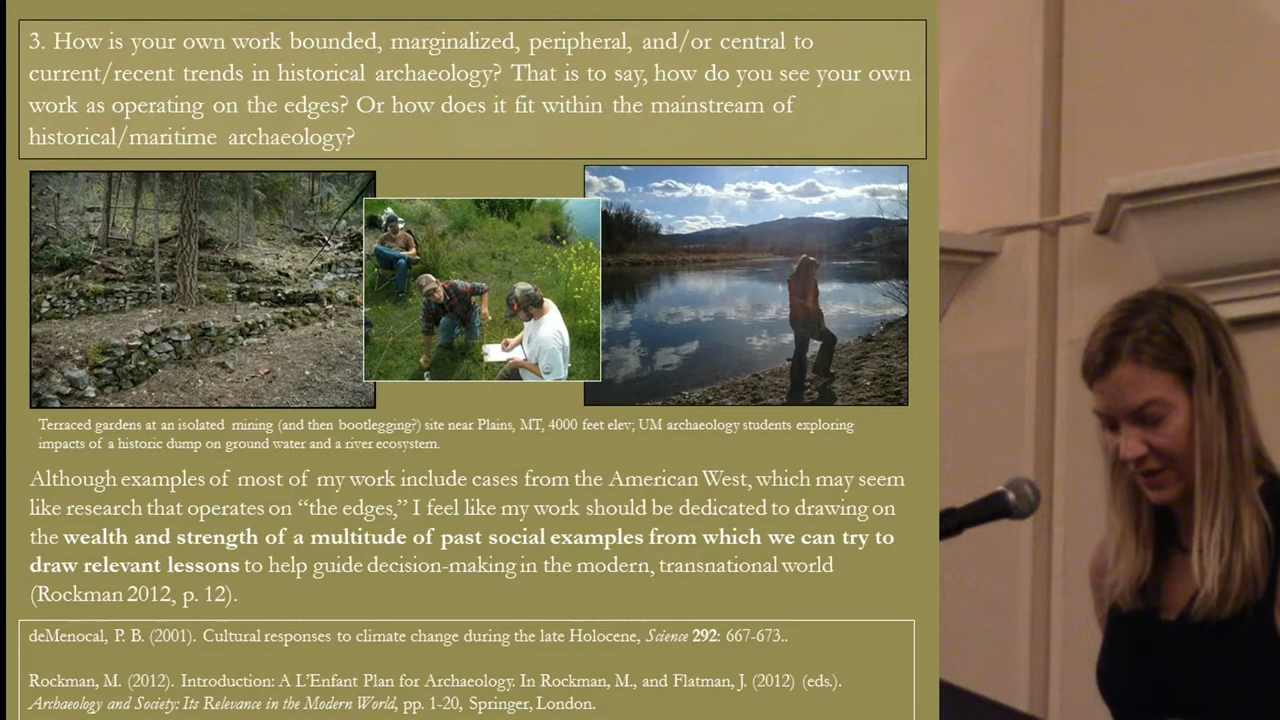 3. How is your own work bounded, marginalized, peripheral, and/or central to
current/recent trends in historical archaeology? That is to say, how do you see your own
work as operating on the edges? Or how does it fit within the mainstream of
historical/maritime archaeology?
Terraced gardens at an isolated mining (and then bootlegging?) site near Plains, MT, 4000 feet elev; UM archaeology students exploring
impacts of a historic dump on ground water and a river ecosystem.
Although examples of most of my work include cases from the American West, which may seem
like research that operates on “the edges,” I feel like my work should be dedicated to drawing on
the wealth and strength of a multitude of past social examples from which we can try to
draw relevant lessons to help guide decision-making in the modern, transnational world
(Rockman 2012, p. 12).
deMenocal, P. B. (2001). Cultural responses to climate change during the late Holocene, Science 292: 667-673..
Rockman, M. (2012). Introduction: A L’Enfant Plan for Archaeology. In Rockman, M., and Flatman, J. (2012) (eds.).
Archaeology and Society: Its Relevance in the Modern World, pp. 1-20, Springer, London.